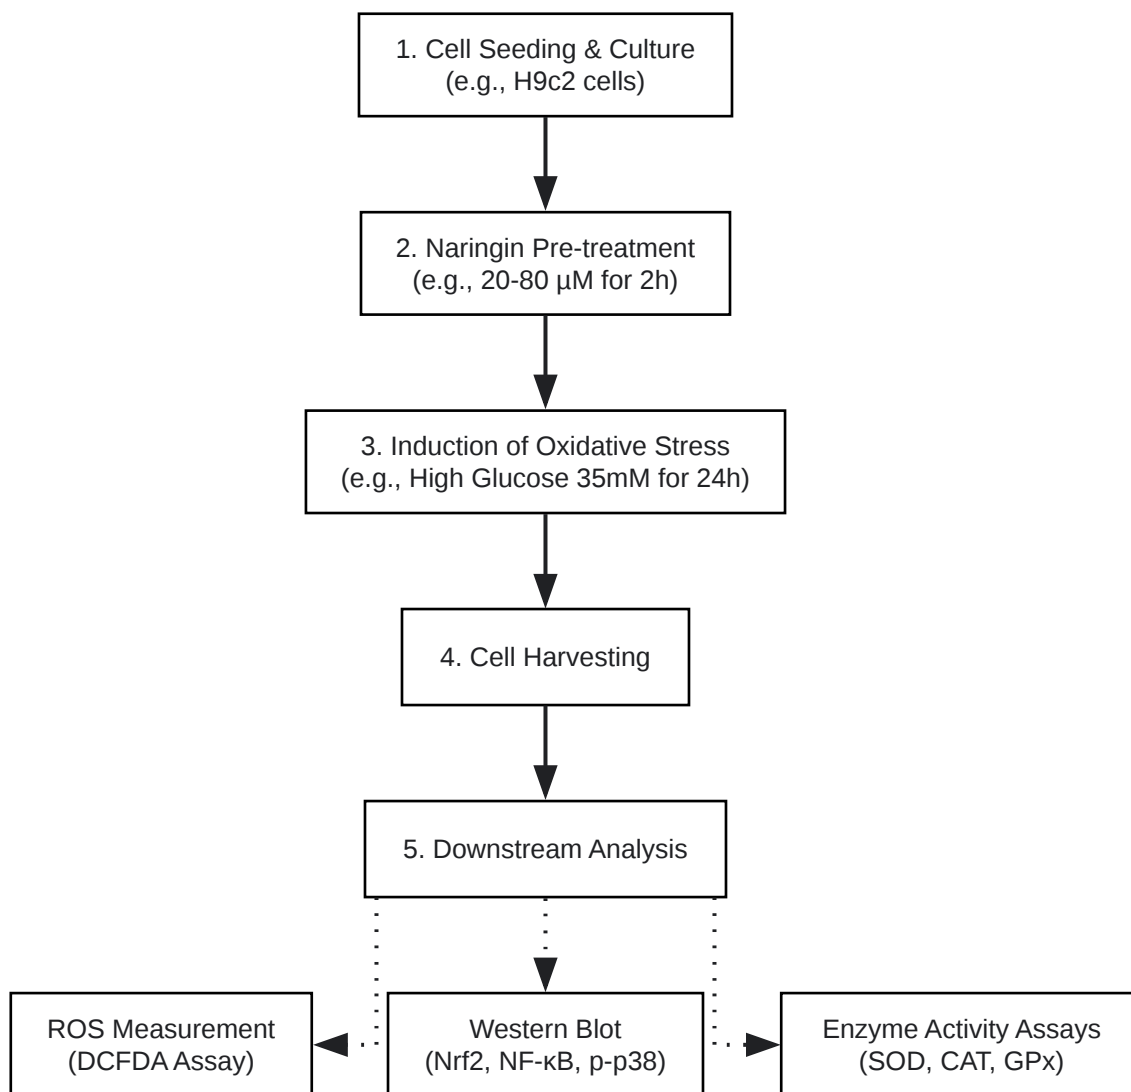 1. Cell Seeding & Culture
(e.g., H9c2 cells)
2. Naringin Pre-treatment
(e.g., 20-80 µM for 2h)
3. Induction of Oxidative Stress
(e.g., High Glucose 35mM for 24h)
4. Cell Harvesting
5. Downstream Analysis
ROS Measurement
(DCFDA Assay)
Western Blot
(Nrf2, NF-κB, p-p38)
Enzyme Activity Assays
(SOD, CAT, GPx)